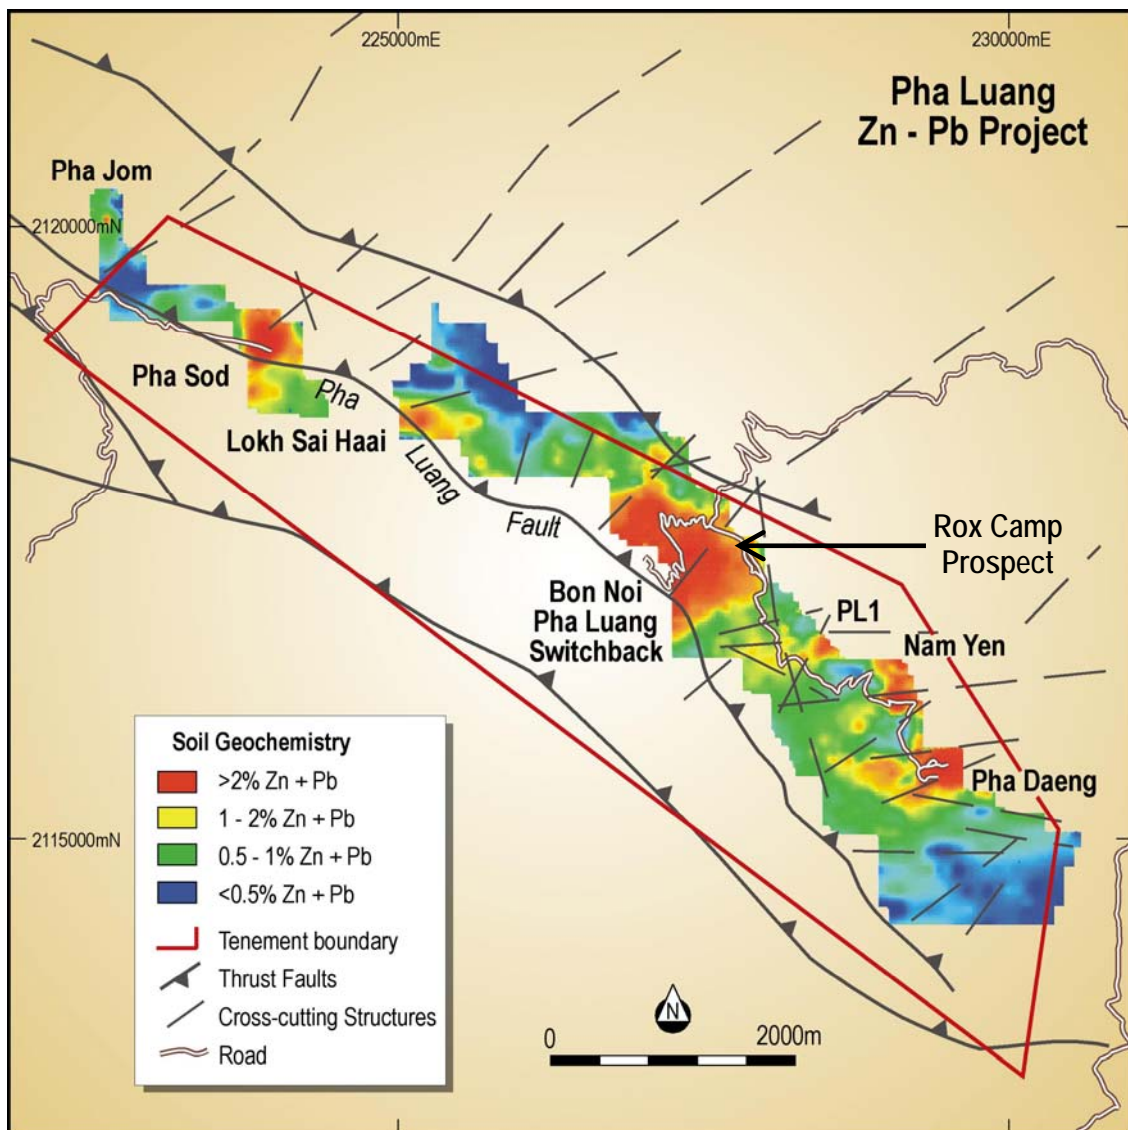 225000mE
230000mE
Pha Luang
Zn - Pb Project
Pha Jom
2120000mN
Pha Sod
Pha
Lokh Sai Haai
Luang
Fault
Rox Camp
Prospect
Bon Noi
Pha Luang
Switchback
PL1
Nam Yen
Pha Daeng
2115000mN
Soil Geochemistry
>2% Zn + Pb
1 - 2% Zn + Pb
0.5 - 1% Zn + Pb
<0.5% Zn + Pb
Tenement boundary
Thrust Faults
Cross-cutting Structures
Road
N
0
2000m